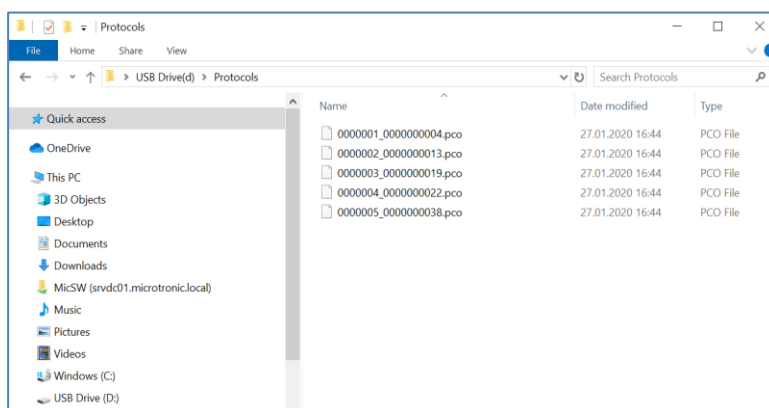 Protocols
File Home Share View
USB Drive(d) > Protocols
Search Protocols
Name Date modified Type
Quick access
OneDrive
This PC
3D Objects
Desktop
Documents
Downloads
MicSW (srvdc01.microtronic.local)
Music
Pictures
Videos
Windows (C:)
USB Drive (D:)
0000001_0000000004.pco 27.01.2020 16:44 PCO File
0000002_0000000013.pco 27.01.2020 16:44 PCO File
0000003_0000000019.pco 27.01.2020 16:44 PCO File
0000004_0000000022.pco 27.01.2020 16:44 PCO File
0000005_0000000038.pco 27.01.2020 16:44 PCO File